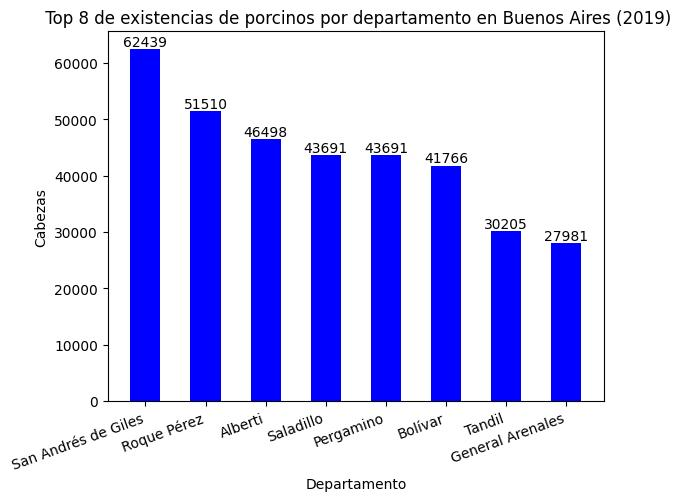 Top 8 de existencias de porcinos por departamento en Buenos Aires (2019)
62439
51510
46498
43691
43691
41766
30205
27981
Cabezas
60000
50000
40000
30000
20000
10000
0
San Andrés de Giles
Roque Pérez
Alberti
Saladillo
Pergamino
Bolívar
Tandil
General Arenales
Departamento